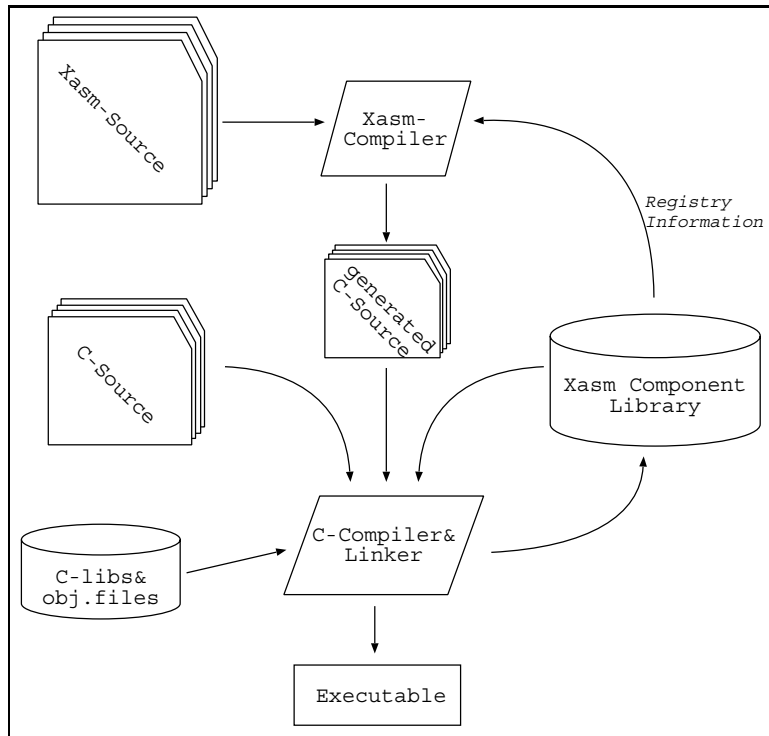 Xasm-Source
Xasm-
Compiler
Registry
Information
generated
C-Source
C-Source
Xasm Component
Library
C-Compiler&
Linker
C-libs&
obj.files
Executable